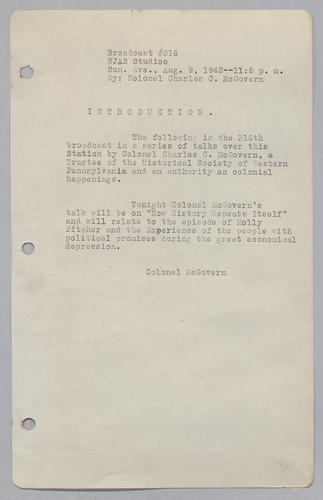 Broadcast #316
WJAS Studios
Sun. Eve., Aug. 9, 1943--11:5 p. m.
By: Colonel Charles C. McGovern
I N T R O D U C T I O N .
The following is the 316th
broadcast in a series of talks over this
Station by Colonel Charles C. McGovern, a
Trustee of the Historical Society of Western
Pennsylvania and an authority on colonial
happenings.
Tonight Colonel McGovern's
talk will be on "How History Repeats Itself"
and will relate to the episode of Molly
Pitcher and the Experience of the people with
political promises during the great economical
depression.
Colonel McGovern